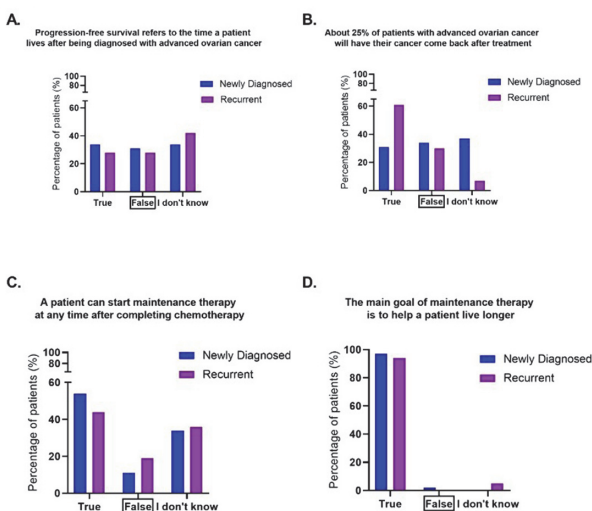 A.
Progression-free survival refers to the time a patient
lives after being diagnosed with advanced ovarian cancer
Percentage of patients (%)
100
80
60
40
20
0
Newly Diagnosed
Recurrent
True False I don't know
B.
About 25% of patients with advanced ovarian cancer
will have their cancer come back after treatment
Percentage of patients (%)
100
80
60
40
20
0
Newly Diagnosed
Recurrent
True False I don't know
C.
A patient can start maintenance therapy
at any time after completing chemotherapy
Percentage of patients (%)
100
80
60
40
20
0
Newly Diagnosed
Recurrent
True False I don't know
D.
The main goal of maintenance therapy
is to help a patient live longer
Percentage of patients (%)
100
80
60
40
20
0
Newly Diagnosed
Recurrent
True False I don't know